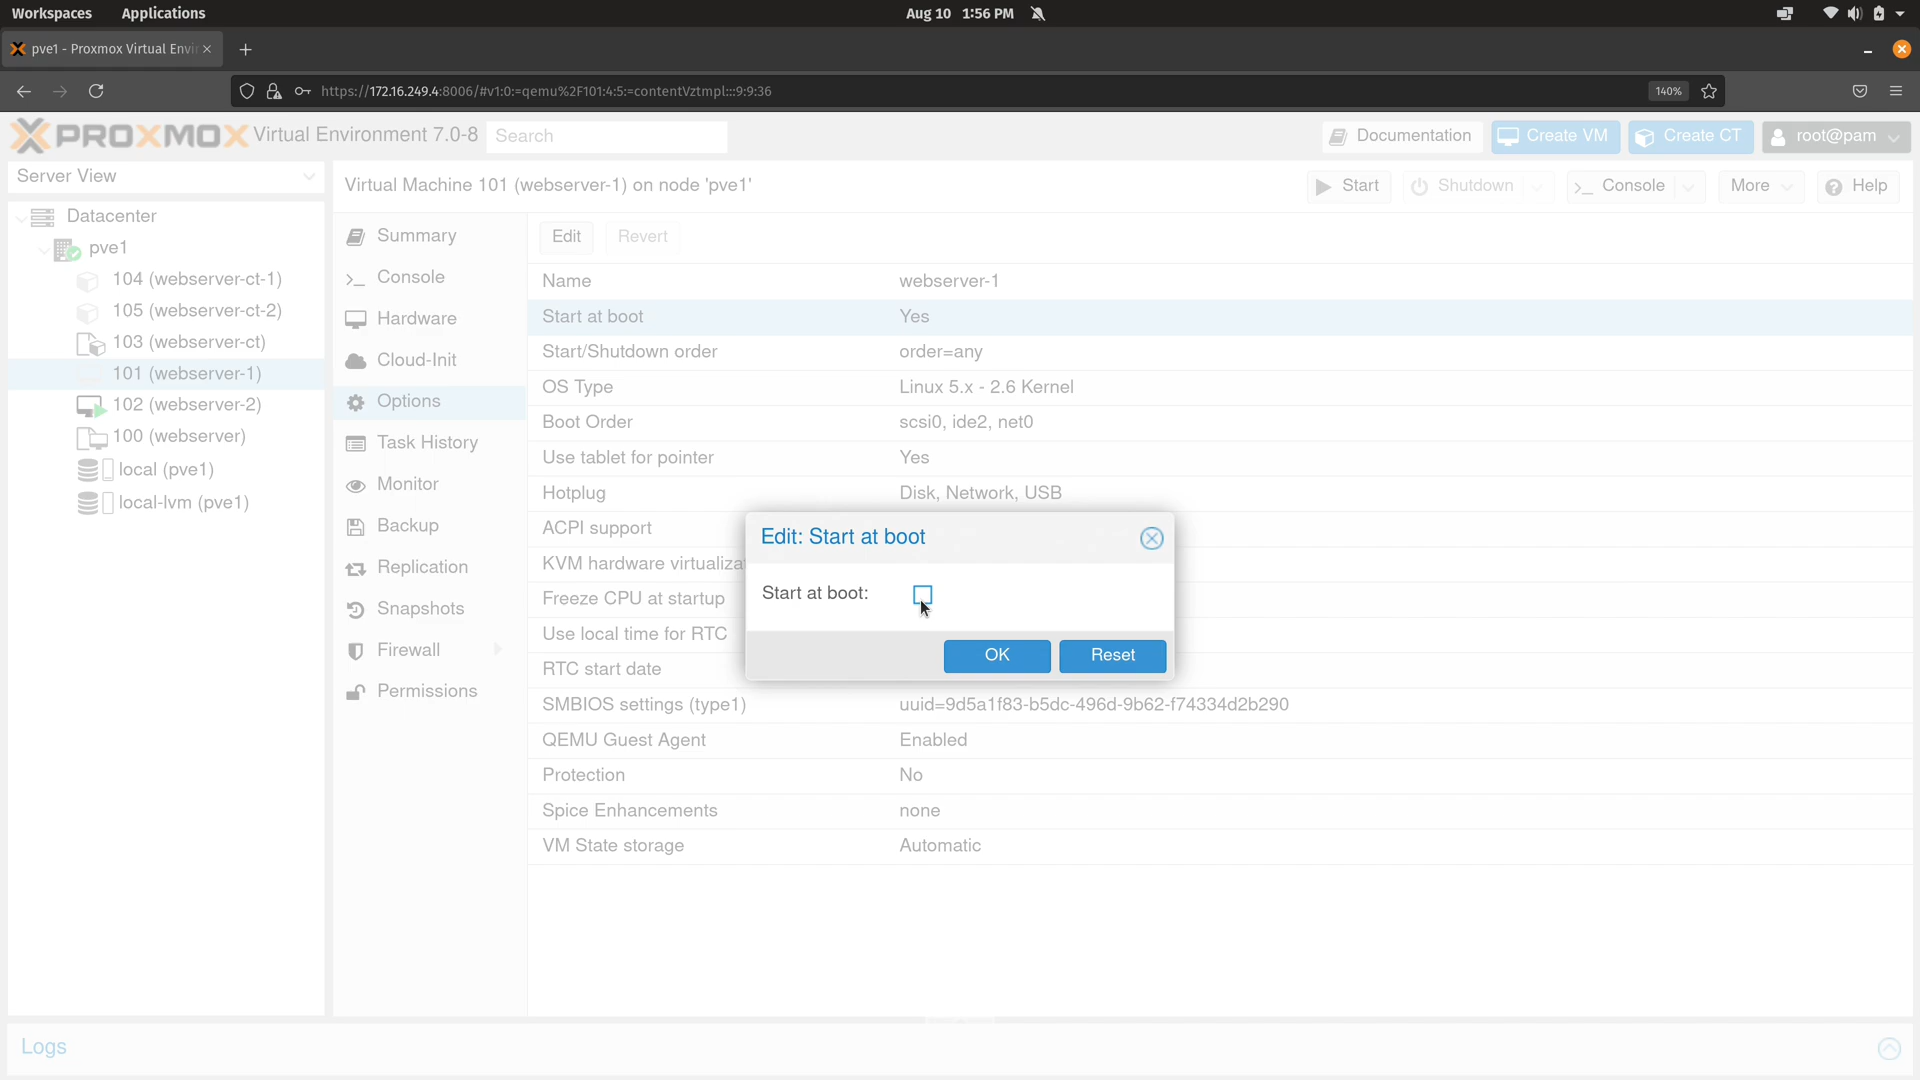 Workspaces Applications Aug 10 1:56 PM
pve1 - Proxmox Virtual Envi
https://172.16.249.4:8006/#v1:0:=qemu%2F101:4:5:=contentVztmpl:::9:9:36 140%
PROXMOX Virtual Environment 7.0-8 Search Documentation Create VM Create CT root@pam
Server View
Virtual Machine 101 (webserver-1) on node 'pve1' Start Shutdown Console More Help
Datacenter
pve1
104 (webserver-ct-1)
105 (webserver-ct-2)
103 (webserver-ct)
101 (webserver-1)
102 (webserver-2)
100 (webserver)
local (pve1)
local-lvm (pve1)
Summary
Console
Hardware
Cloud-Init
Options
Task History
Monitor
Backup
Replication
Snapshots
Firewall
Permissions
Edit Revert
Name webserver-1
Start at boot Yes
Start/Shutdown order order=any
OS Type Linux 5.x - 2.6 Kernel
Boot Order scsi0, ide2, net0
Use tablet for pointer Yes
Hotplug Disk, Network, USB
ACPI support
KVM hardware virtualizat
Freeze CPU at startup
Use local time for RTC
RTC start date
SMBIOS settings (type1) uuid=9d5a1f83-b5dc-496d-9b62-f74334d2b290
QEMU Guest Agent Enabled
Protection No
Spice Enhancements none
VM State storage Automatic
Edit: Start at boot
Start at boot:
OK Reset
Logs